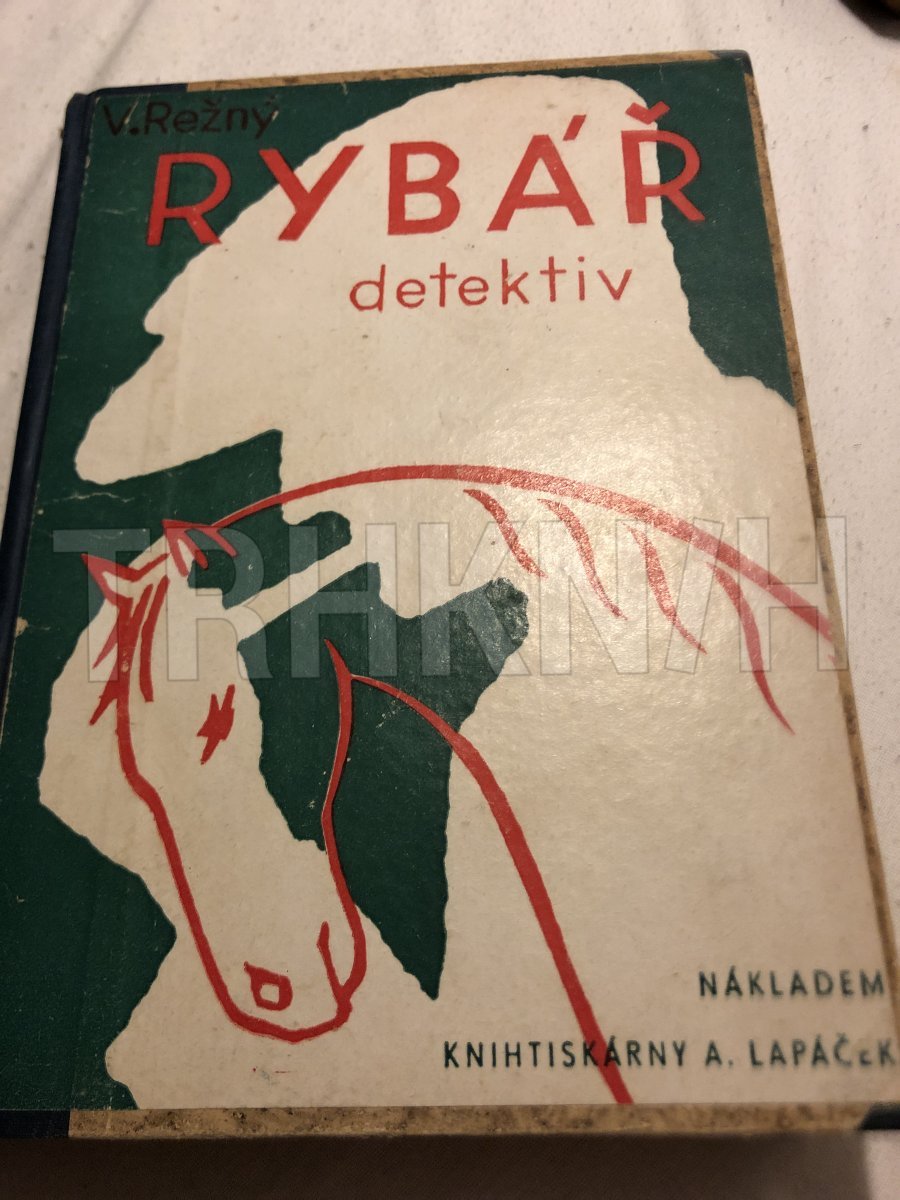 V. Režný
RYBÁŘ
detektiv
TRHKNIH
NÁKLADEM
KNIHTISKÁRNY A. LAPÁČEK